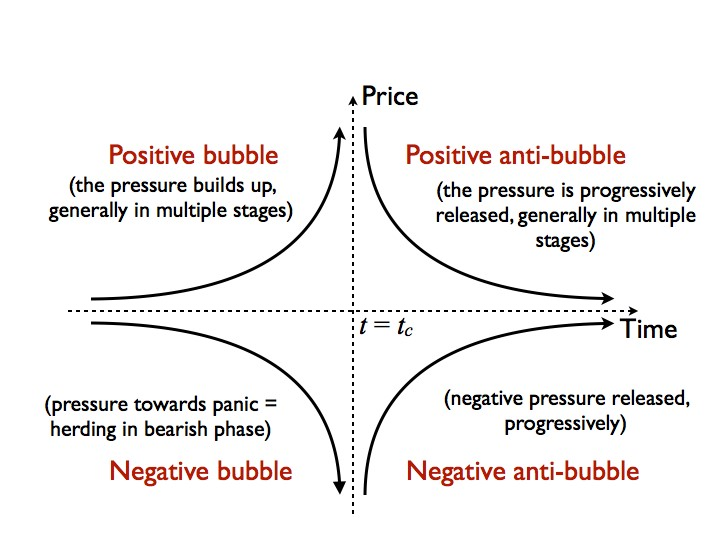 Price
Positive bubble
(the pressure builds up,
generally in multiple stages)
Positive anti-bubble
(the pressure is progressively
released, generally in multiple
stages)
t = tc
Time
(pressure towards panic =
herding in bearish phase)
Negative bubble
(negative pressure released,
progressively)
Negative anti-bubble